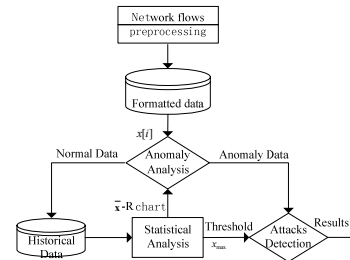 Network flows
preprocessing
Formatted data
x[i]
Normal Data
Anomaly
Analysis
Anomaly Data
x̄-R chart
Historical
Data
Statistical
Analysis
Threshold
xmax
Attacks
Detection
Results